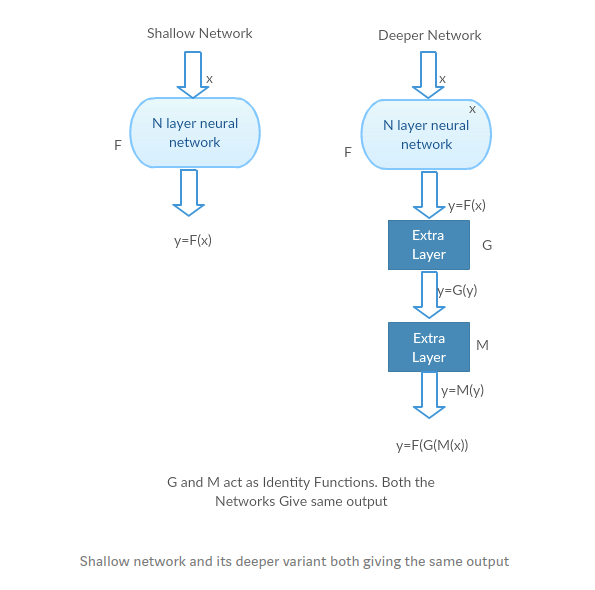 Shallow Network
x
N layer neural
network
F
y=F(x)
Deeper Network
x
x
N layer neural
network
F
y=F(x)
Extra
Layer
G
y=G(y)
Extra
Layer
M
y=M(y)
y=F(G(M(x))
G and M act as Identity Functions. Both the
Networks Give same output
Shallow network and its deeper variant both giving the same output